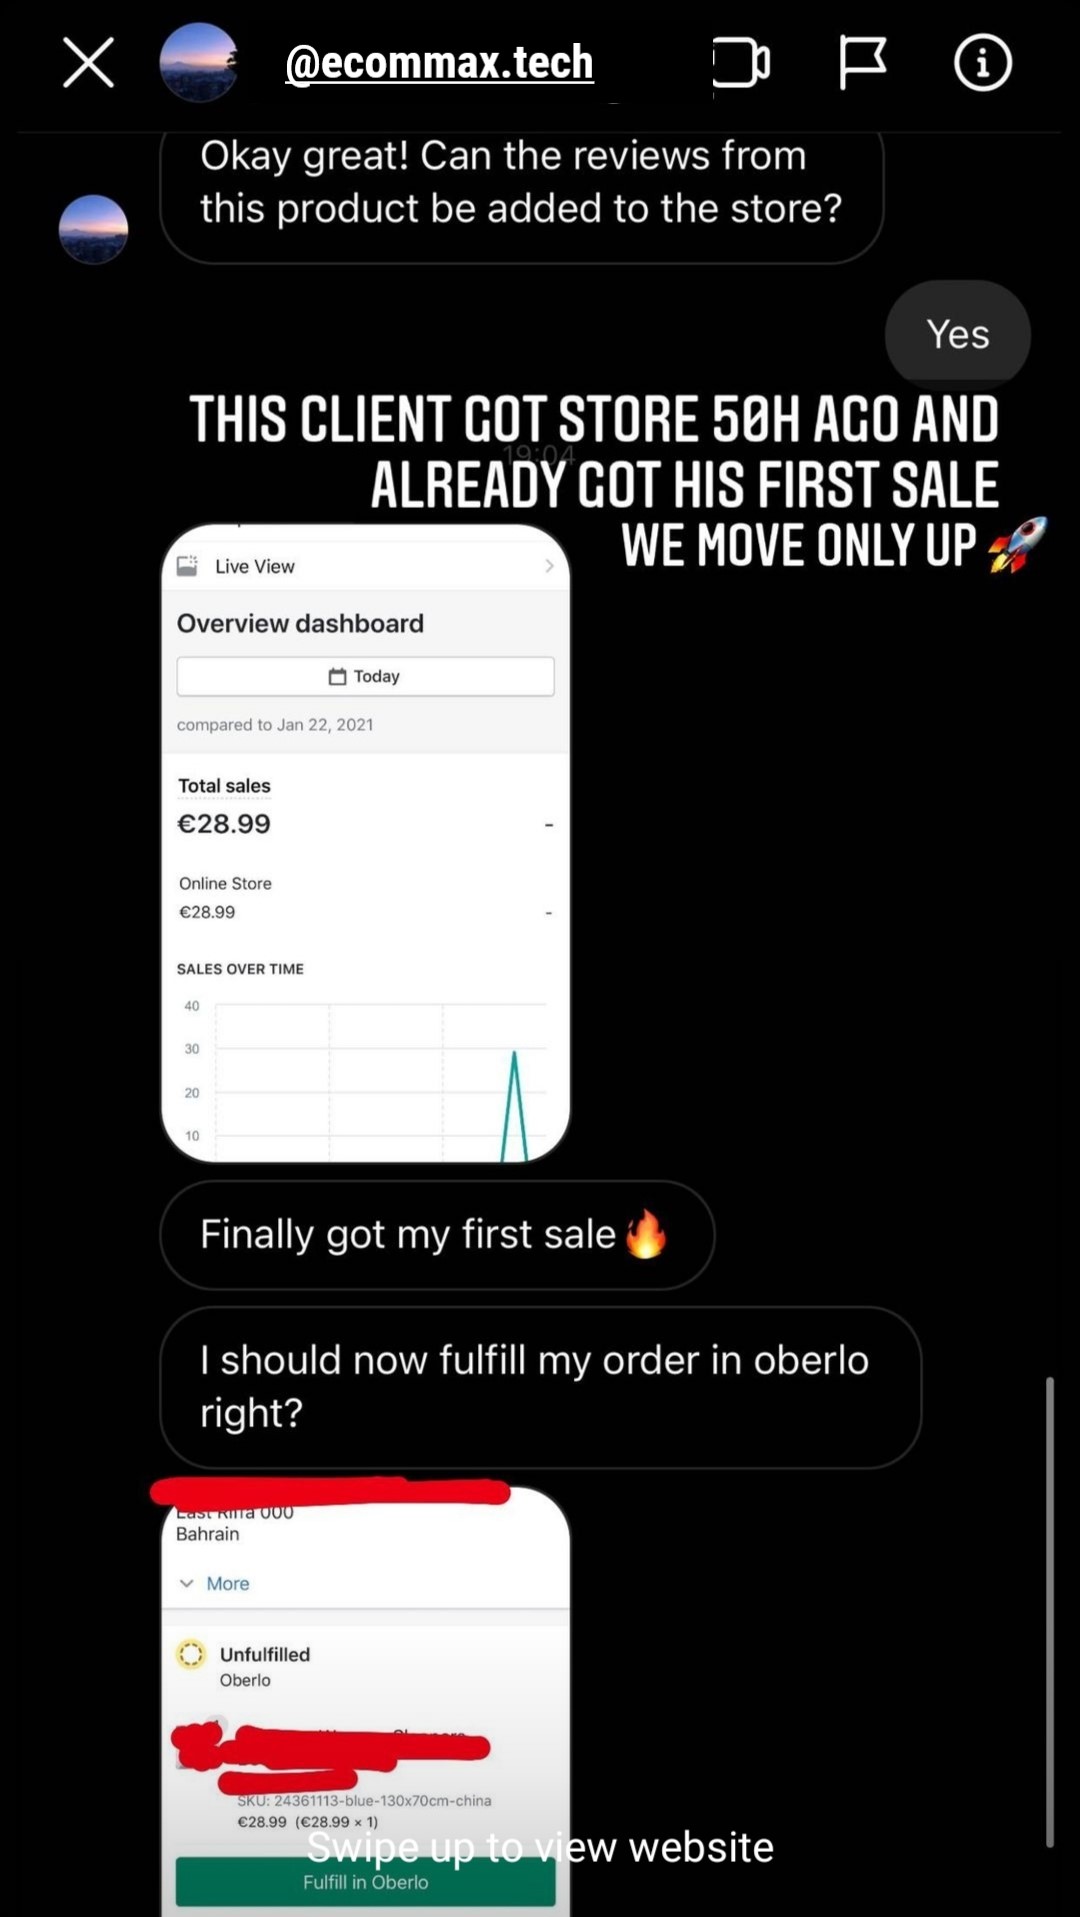 @ecommax.tech
Okay great! Can the reviews from
this product be added to the store?
Yes
THIS CLIENT GOT STORE 50H AGO AND
19:04
ALREADY GOT HIS FIRST SALE
WE MOVE ONLY UP 🚀
Live View
Overview dashboard
Today
compared to Jan 22, 2021
Total sales
€28.99 -
Online Store
€28.99 -
SALES OVER TIME
40
30
20
10
Finally got my first sale 🔥
I should now fulfill my order in oberlo
right?
East Riffa 000
Bahrain
More
Unfulfilled
Oberlo
SKU: 24361113-blue-130x70cm-china
€28.99 (€28.99 × 1)
Swipe up to view website
Fulfill in Oberlo